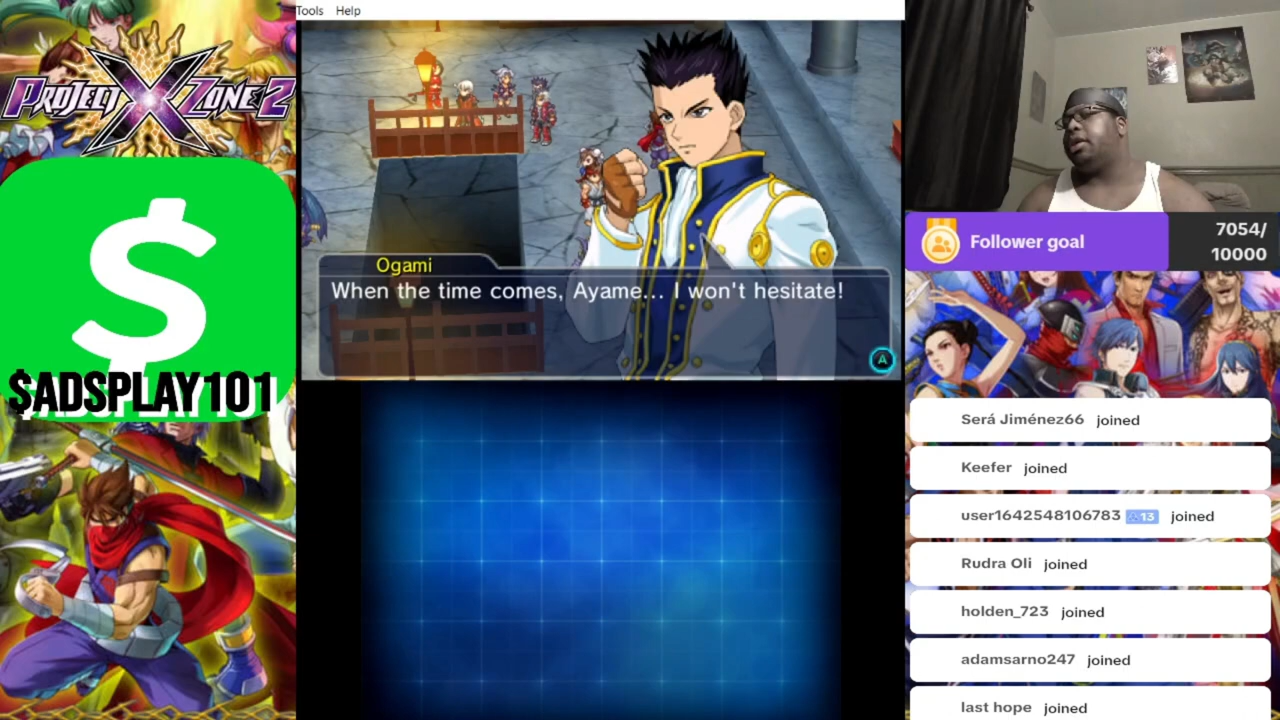 Tools Help
PROJECT X ZONE 2
$
$ADSPLAY101
Ogami
When the time comes, Ayame... I won't hesitate!
A
Follower goal
7054/
10000
Será Jiménez66 joined
Keefer joined
user1642548106783 13 joined
Rudra Oli joined
holden_723 joined
adamsarno247 joined
last hope joined